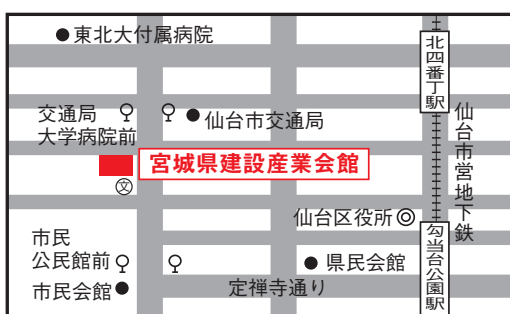 東北大付属病院
北四番丁駅
交通局
大学病院前
仙台市交通局
仙台市営地下鉄
宮城県建設産業会館
文
仙台区役所
勾当台公園駅
市民
公民館前
県民会館
市民会館
定禅寺通り